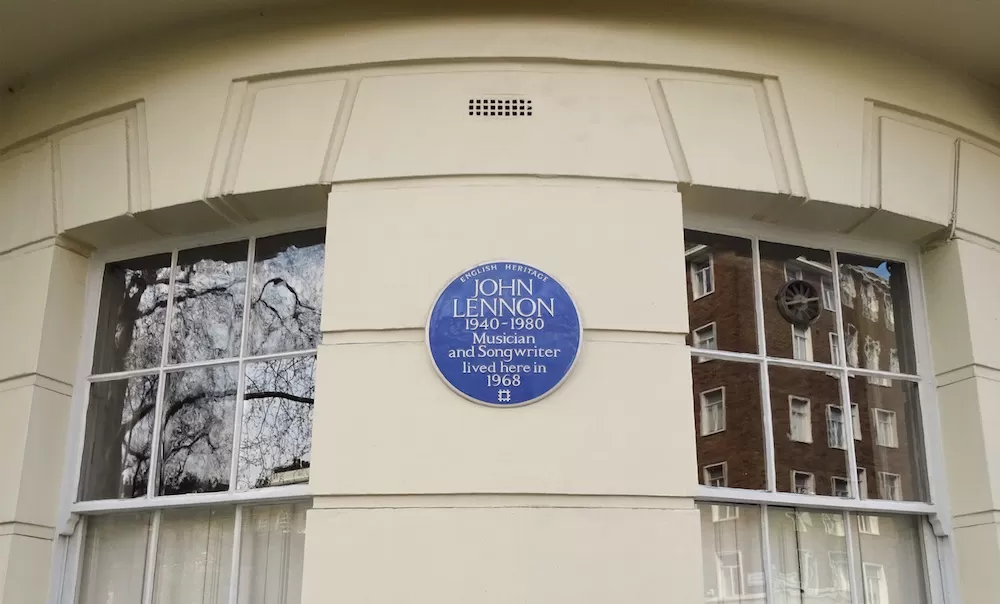 ENGLISH HERITAGE
JOHN
LENNON
1940-1980
Musician
and Songwriter
lived here in
1968